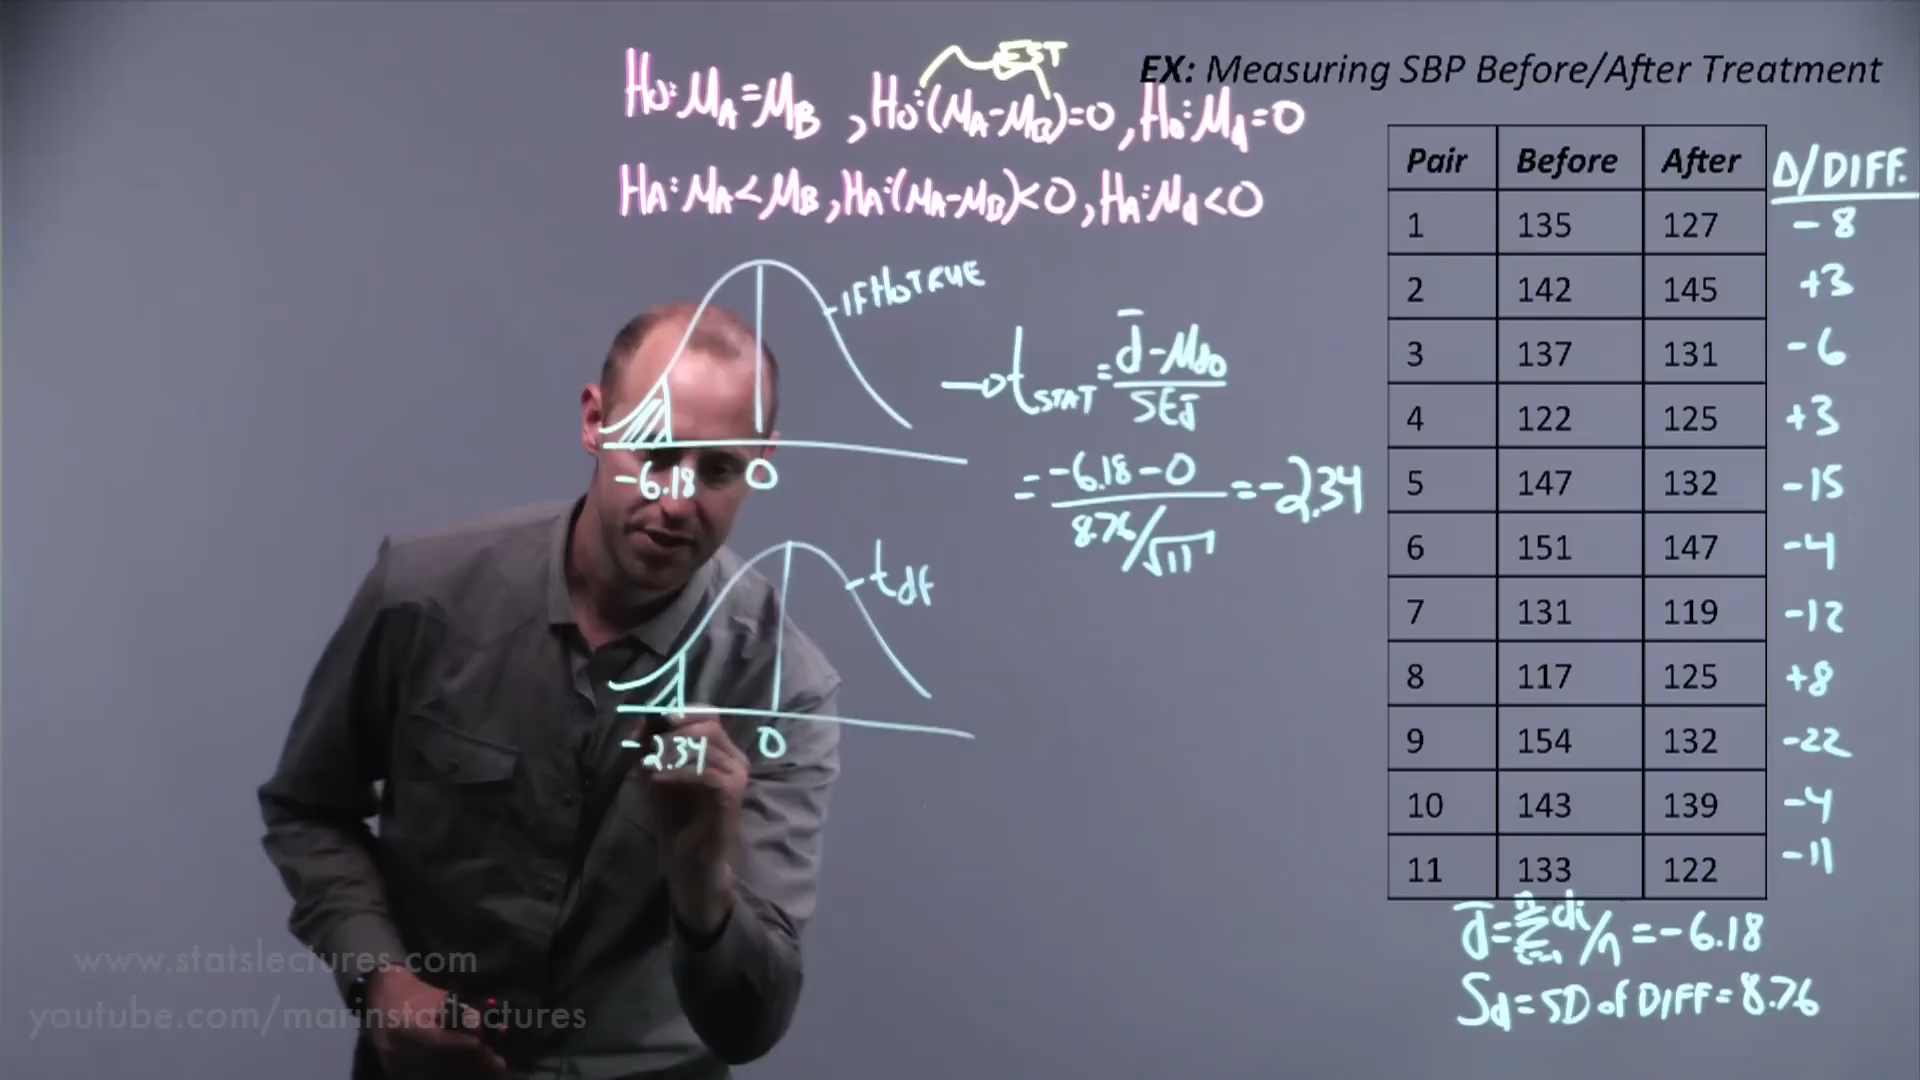 EST
EX: Measuring SBP Before/After Treatment
H0: μA=μB , H0:(μA-μB)=0, H0: μd=0
HA: μA<μB, HA:(μA-μB)<0, HA: μd<0
Pair Before After Δ/DIFF.
1 135 127 -8
2 142 145 +3
3 137 131 -6
4 122 125 +3
5 147 132 -15
6 151 147 -4
7 131 119 -12
8 117 125 +8
9 154 132 -22
10 143 139 -4
11 133 122 -11
IF H0 TRUE
-6.18 0
tSTAT = d̄-μd0 / SEd̄
= -6.18-0 / 8.76/√11 = -2.34
tdf
-2.34 0
d̄ = Σ di/n = -6.18
Sd = SD of DIFF = 8.76
www.statslectures.com
youtube.com/marinstatlectures